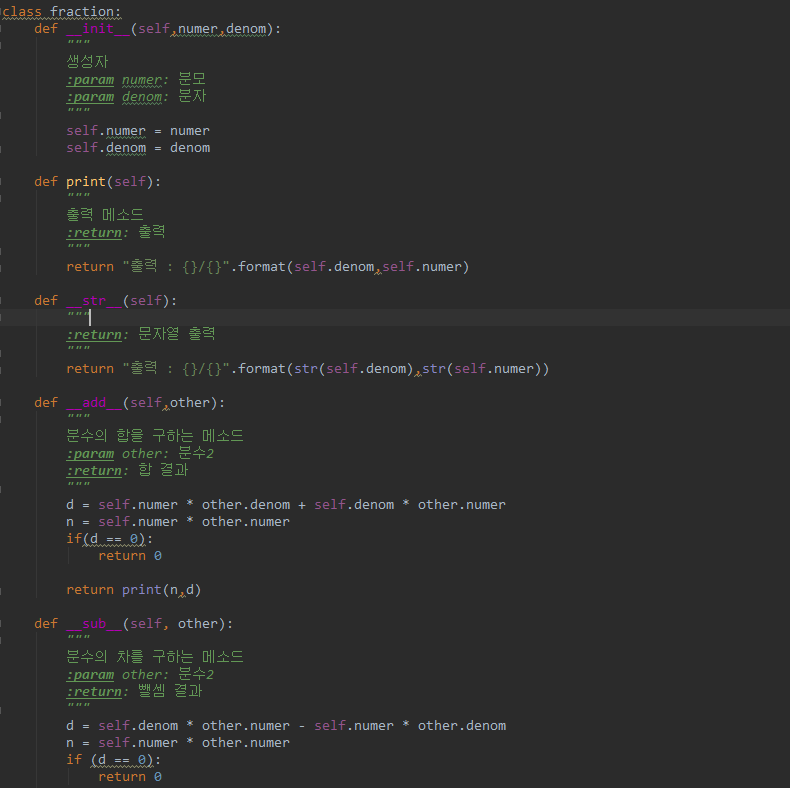 class fraction:
def __init__(self,numer,denom):
"""
생성자
:param numer: 분모
:param denom: 분자
"""
self.numer = numer
self.denom = denom
def print(self):
"""
출력 메소드
:return: 출력
"""
return "출력 : {}/{}".format(self.denom,self.numer)
def __str__(self):
"""
:return: 문자열 출력
"""
return "출력 : {}/{}".format(str(self.denom),str(self.numer))
def __add__(self,other):
"""
분수의 합을 구하는 메소드
:param other: 분수2
:return: 합 결과
"""
d = self.numer * other.denom + self.denom * other.numer
n = self.numer * other.numer
if(d == 0):
return 0
return print(n,d)
def __sub__(self, other):
"""
분수의 차를 구하는 메소드
:param other: 분수2
:return: 뺄셈 결과
"""
d = self.denom * other.numer - self.numer * other.denom
n = self.numer * other.numer
if (d == 0):
return 0